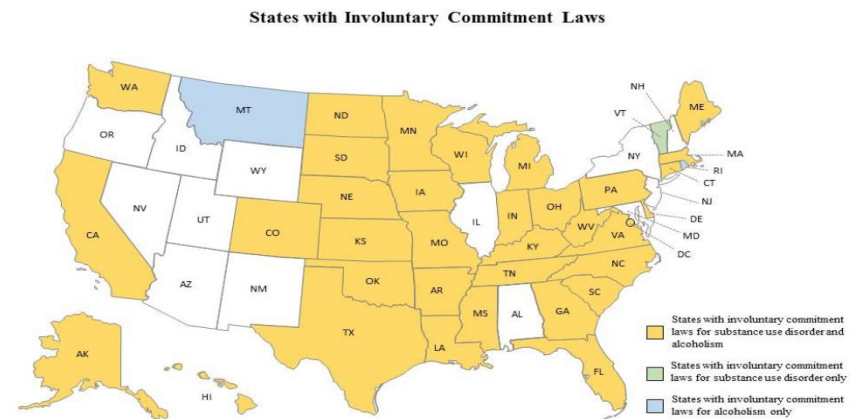 States with Involuntary Commitment Laws
NH
WA
VT
ME
MT
ND
OR
MN
ID
WI
SD
NY
MA
WY
MI
RI
CT
IA
PA
NE
NJ
NV
OH
IL
IN
DE
UT
WV
CO
VA
MD
CA
KS
MO
KY
DC
NC
TN
OK
AZ
NM
AR
SC
MS
AL
GA
States with involuntary commitment
laws for substance use disorder and
alcoholism
TX
LA
AK
FL
States with involuntary commitment
laws for substance use disorder only
HI
States with involuntary commitment
laws for alcoholism only